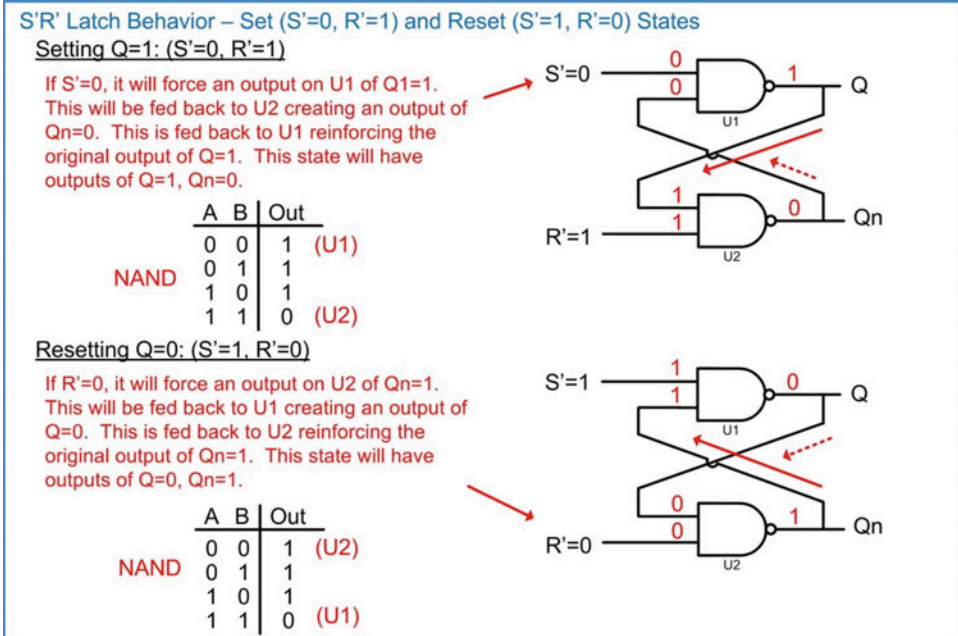 S'R' Latch Behavior – Set (S'=0, R'=1) and Reset (S'=1, R'=0) States
Setting Q=1: (S'=0, R'=1)
If S'=0, it will force an output on U1 of Q1=1.
This will be fed back to U2 creating an output of
Qn=0. This is fed back to U1 reinforcing the
original output of Q=1. This state will have
outputs of Q=1, Qn=0.
S'=0
0
0
1
Q
U1
1
1
0
Qn
R'=1
U2
A B Out
0 0 1 (U1)
0 1 1
1 0 1
1 1 0 (U2)
NAND
Resetting Q=0: (S'=1, R'=0)
If R'=0, it will force an output on U2 of Qn=1.
This will be fed back to U1 creating an output of
Q=0. This is fed back to U2 reinforcing the
original output of Qn=1. This state will have
outputs of Q=0, Qn=1.
S'=1
1
1
0
Q
U1
0
0
1
Qn
R'=0
U2
A B Out
0 0 1 (U2)
0 1 1
1 0 1
1 1 0 (U1)
NAND